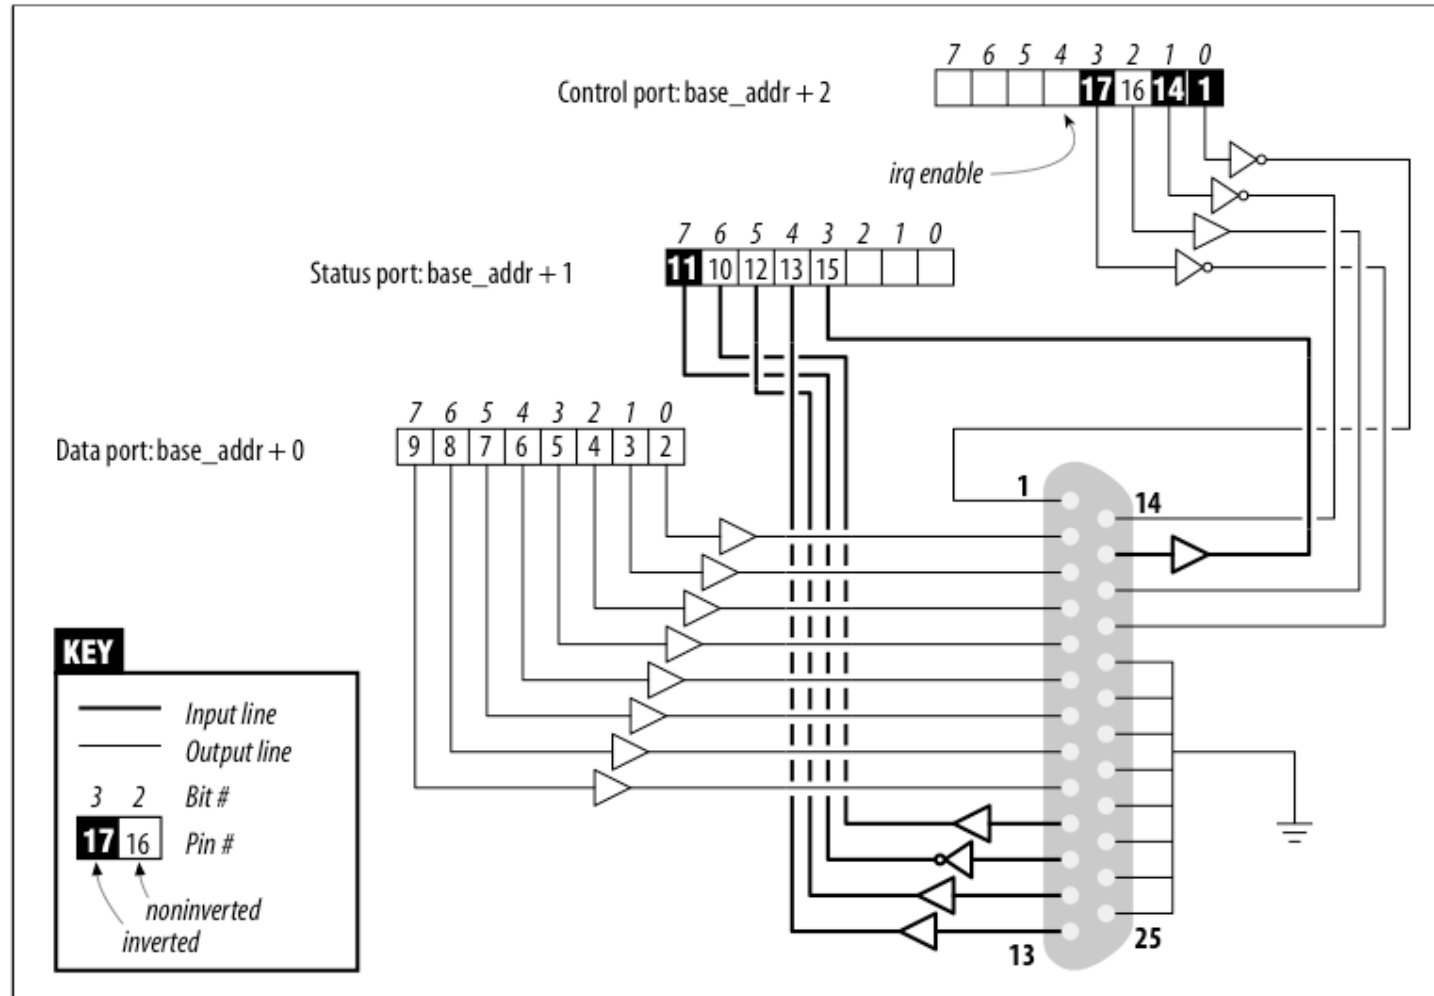 7 6 5 4 3 2 1 0
Control port: base_addr + 2
17 16 14 1
irq enable
7 6 5 4 3 2 1 0
Status port: base_addr + 1
11 10 12 13 15
7 6 5 4 3 2 1 0
Data port: base_addr + 0
9 8 7 6 5 4 3 2
1
14
KEY
Input line
Output line
3 2 Bit #
17 16 Pin #
noninverted
inverted
13
25